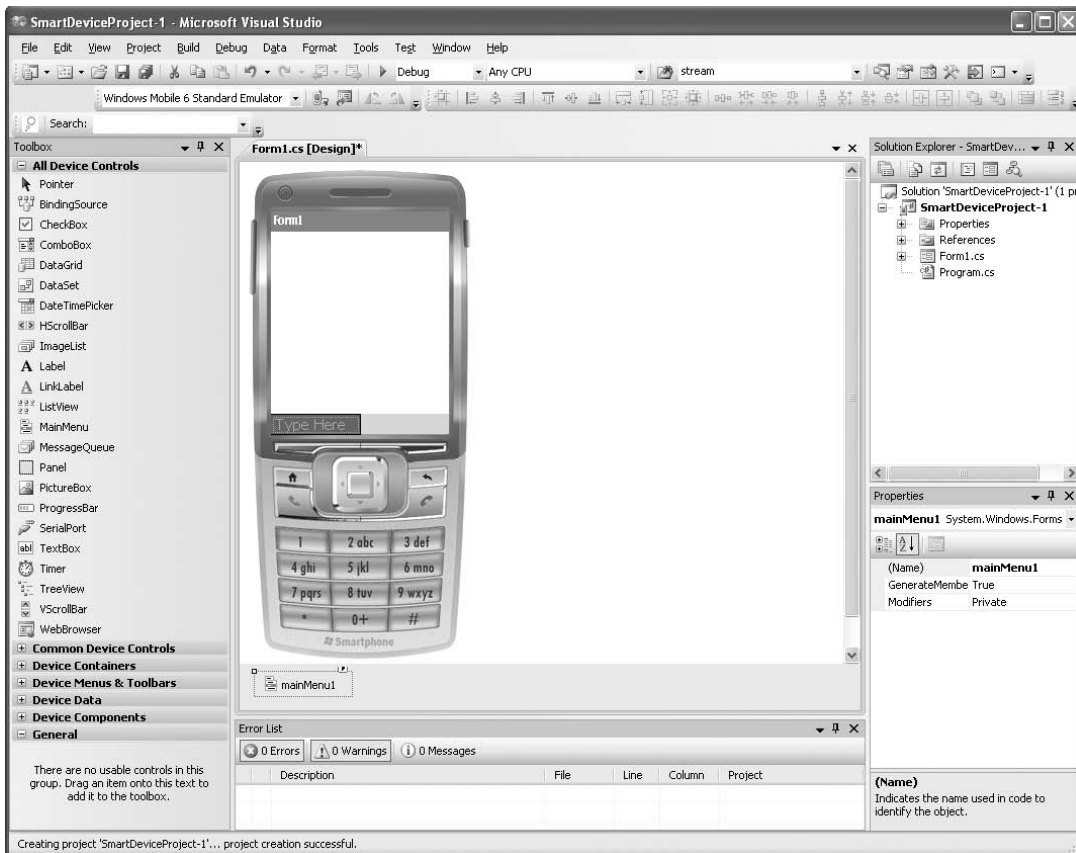 SmartDeviceProject-1 - Microsoft Visual Studio
File Edit View Project Build Debug Data Format Tools Test Window Help
Debug Any CPU stream
Windows Mobile 6 Standard Emulator
Search:
Toolbox
All Device Controls
Pointer
BindingSource
CheckBox
ComboBox
DataGrid
DataSet
DateTimePicker
HScrollBar
ImageList
Label
LinkLabel
ListView
MainMenu
MessageQueue
Panel
PictureBox
ProgressBar
SerialPort
TextBox
Timer
TreeView
VScrollBar
WebBrowser
Common Device Controls
Device Containers
Device Menus & Toolbars
Device Data
Device Components
General
There are no usable controls in this
group. Drag an item onto this text to
add it to the toolbox.
Form1.cs [Design]*
Form1
Type Here
1 2 abc 3 def
4 ghi 5 jkl 6 mno
7 pqrs 8 tuv 9 wxyz
* 0+ #
Smartphone
mainMenu1
Error List
0 Errors 0 Warnings 0 Messages
Description File Line Column Project
Solution Explorer - SmartDev...
Solution 'SmartDeviceProject-1' (1 pr
SmartDeviceProject-1
Properties
References
Form1.cs
Program.cs
Properties
mainMenu1 System.Windows.Forms
(Name) mainMenu1
GenerateMembe True
Modifiers Private
(Name)
Indicates the name used in code to
identify the object.
Creating project 'SmartDeviceProject-1'... project creation successful.